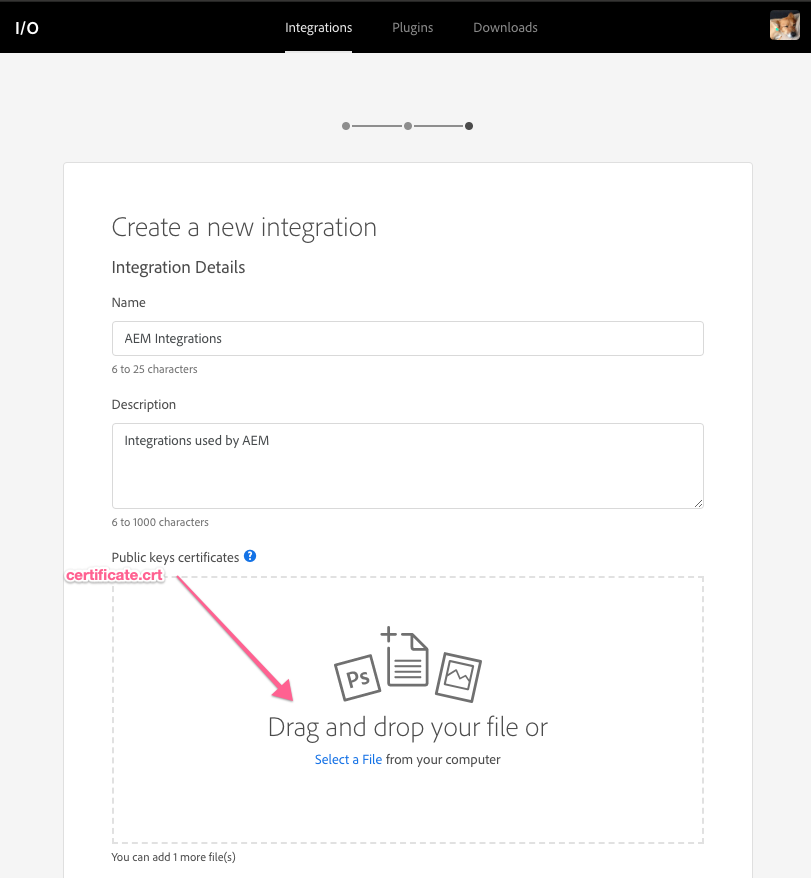 I/O
Integrations Plugins Downloads
Create a new integration
Integration Details
Name
AEM Integrations
6 to 25 characters
Description
Integrations used by AEM
6 to 1000 characters
Public keys certificates ?
certificate.crt
Ps
Drag and drop your file or
Select a File from your computer
You can add 1 more file(s)